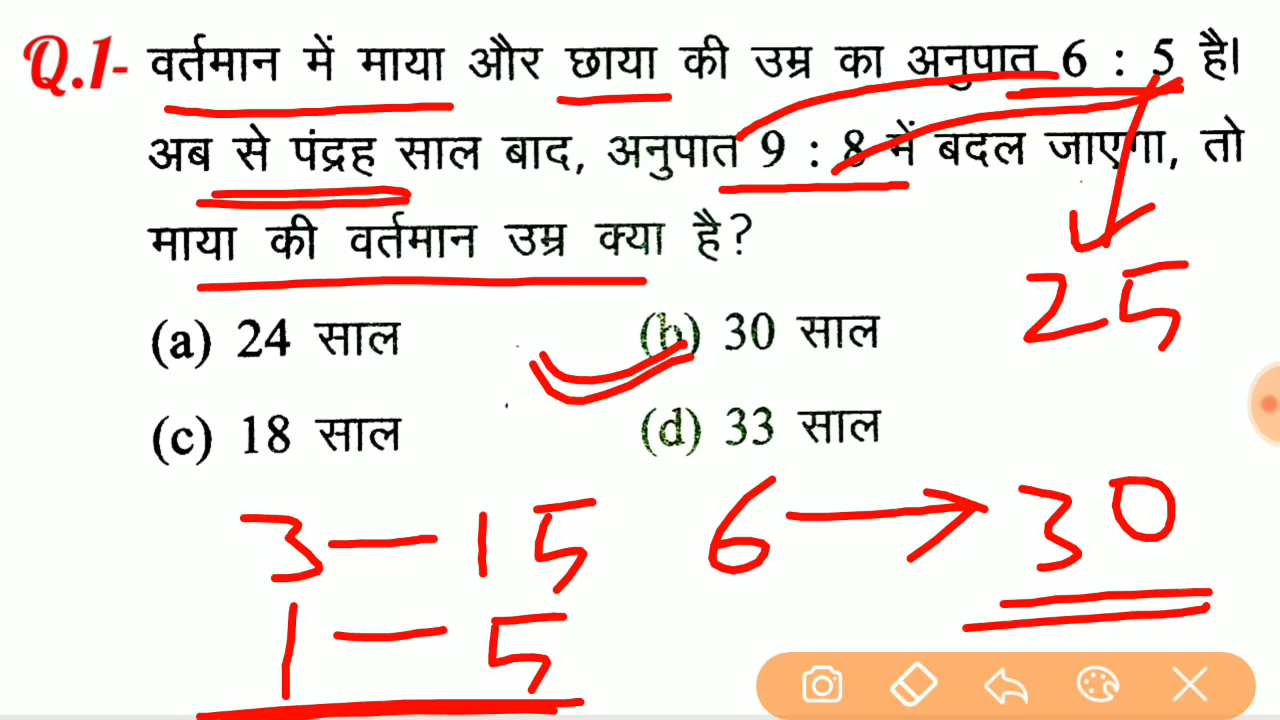 Q.1- वर्तमान में माया और छाया की उम्र का अनुपात 6 : 5 है।
अब से पंद्रह साल बाद, अनुपात 9 : 8 में बदल जाएगा, तो
माया की वर्तमान उम्र क्या है?
25
(a) 24 साल (b) 30 साल
(c) 18 साल (d) 33 साल
3 — 15 6 → 30
1 — 5